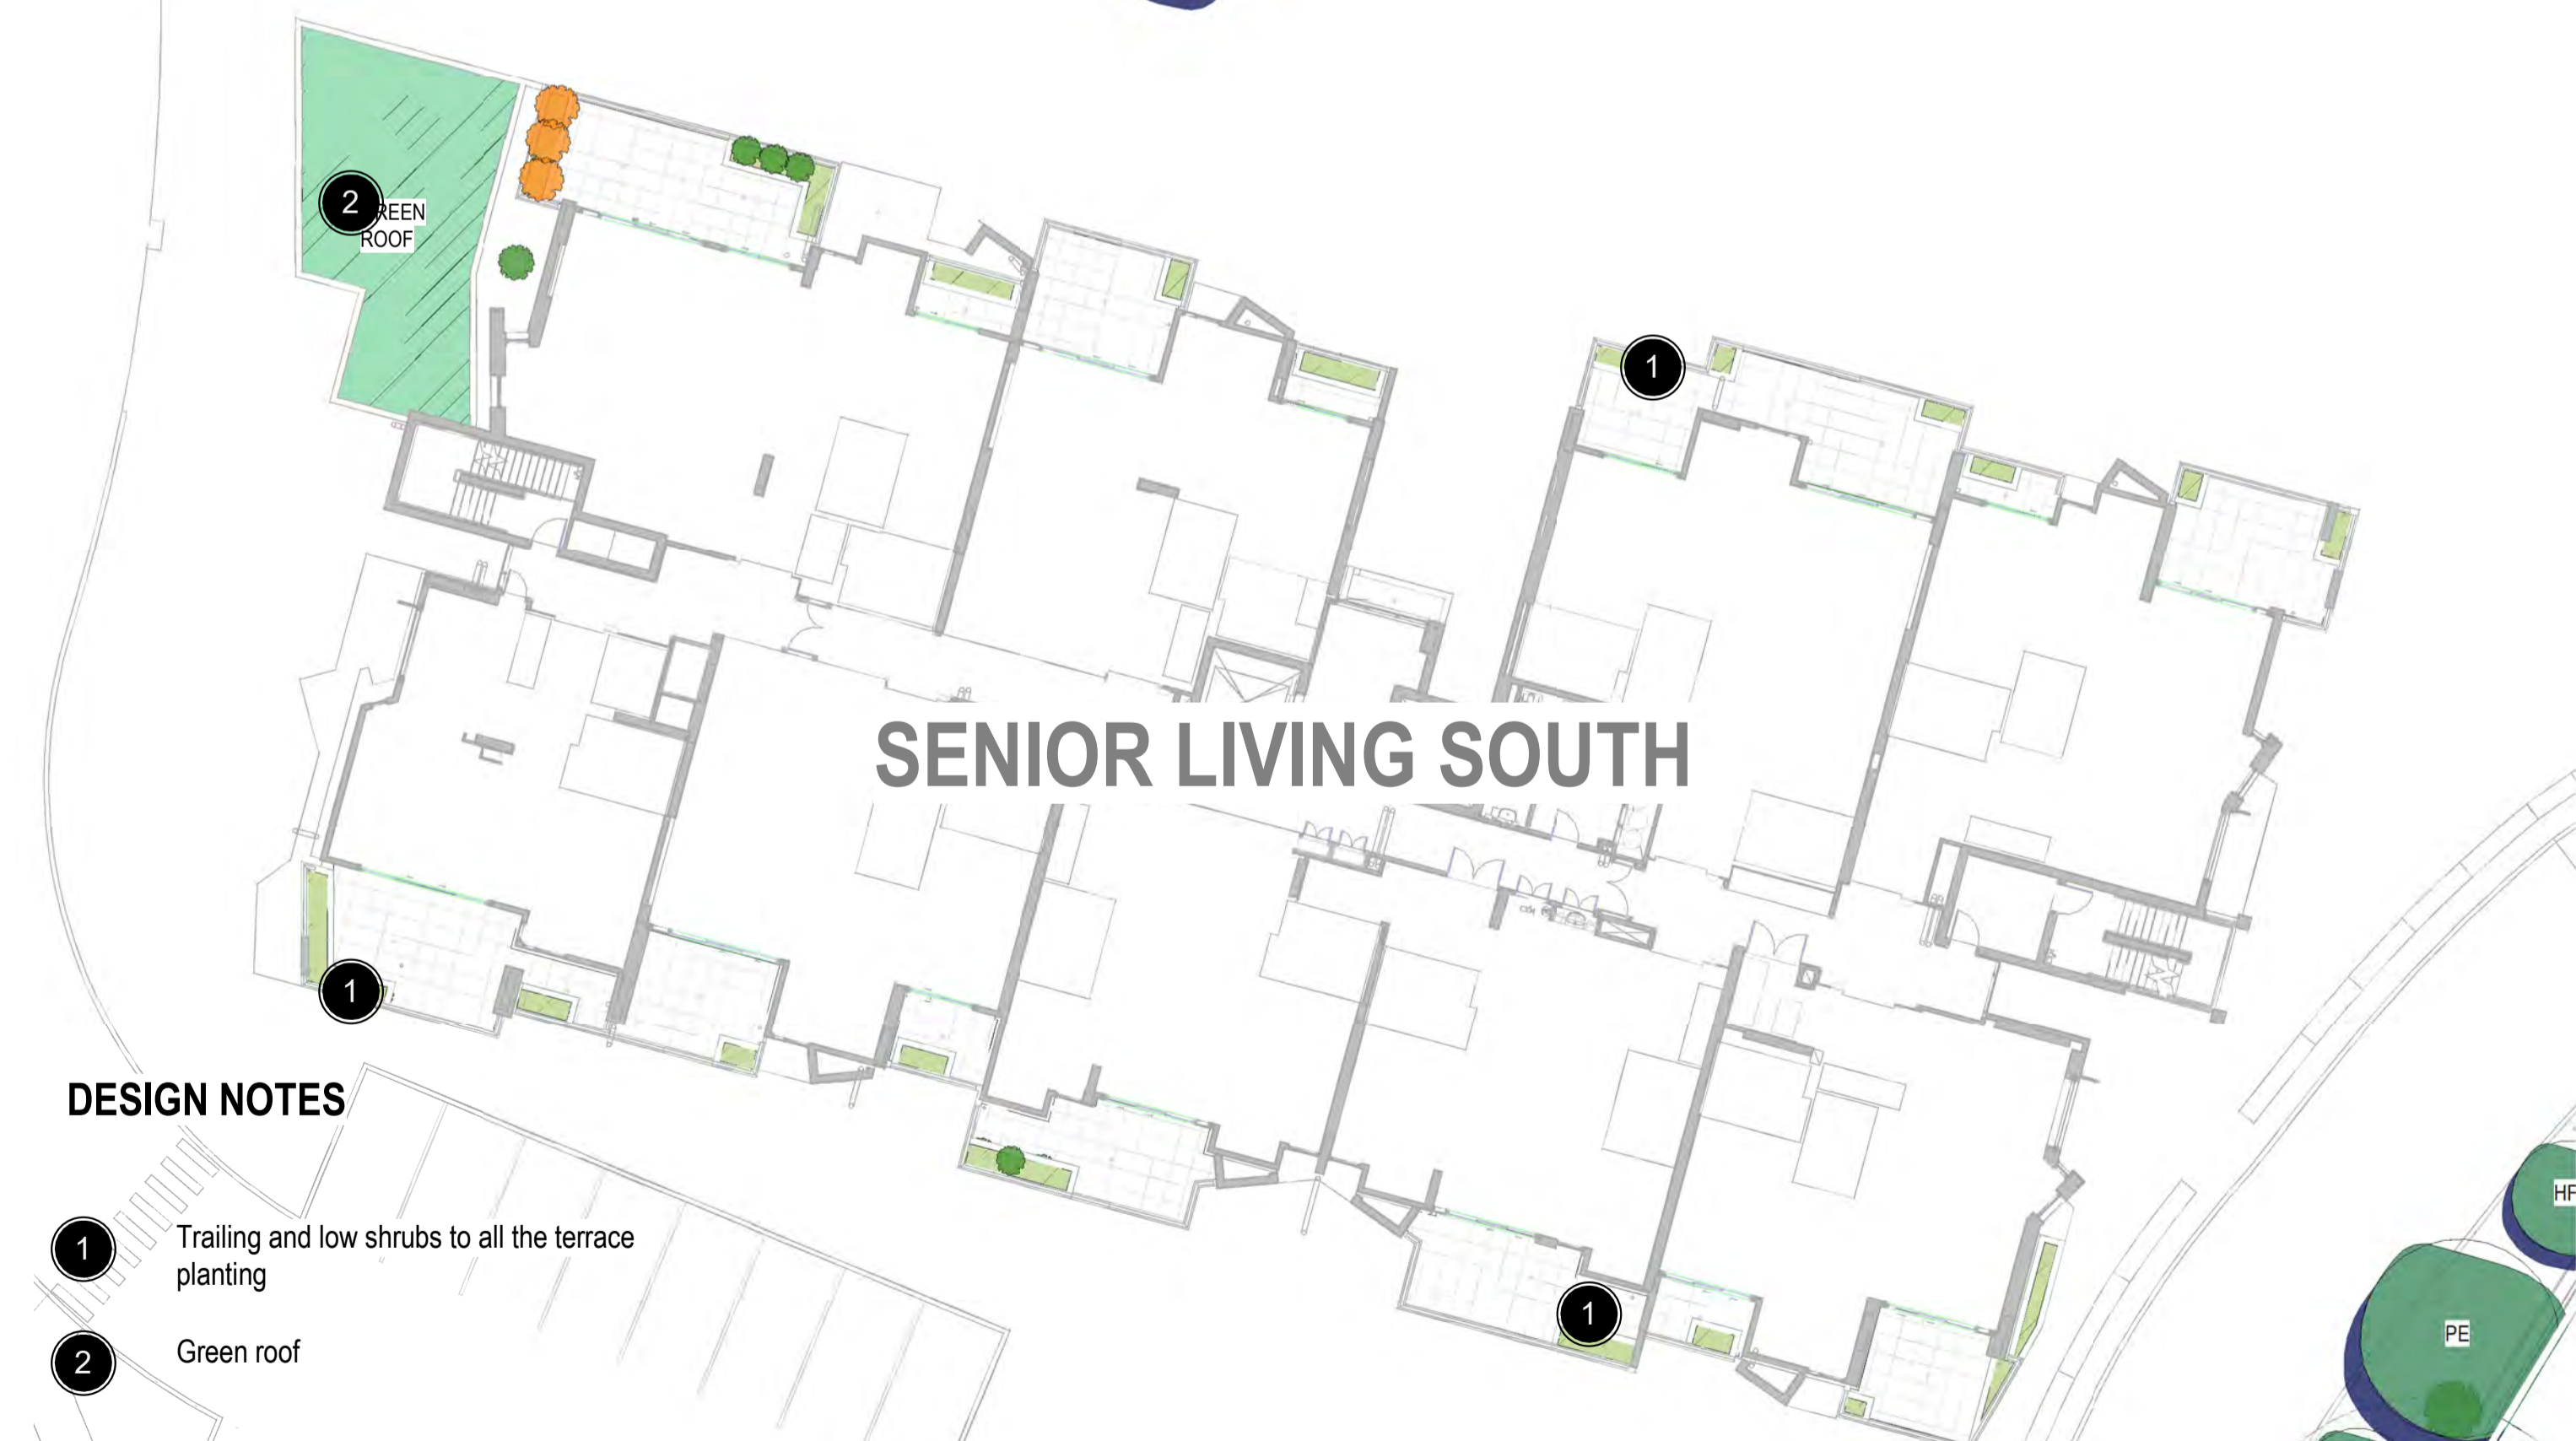 2
REEN
ROOF
1
SENIOR LIVING SOUTH
1
DESIGN NOTES
HF
1
Trailing and low shrubs to all the terrace
planting
1
PE
2
Green roof